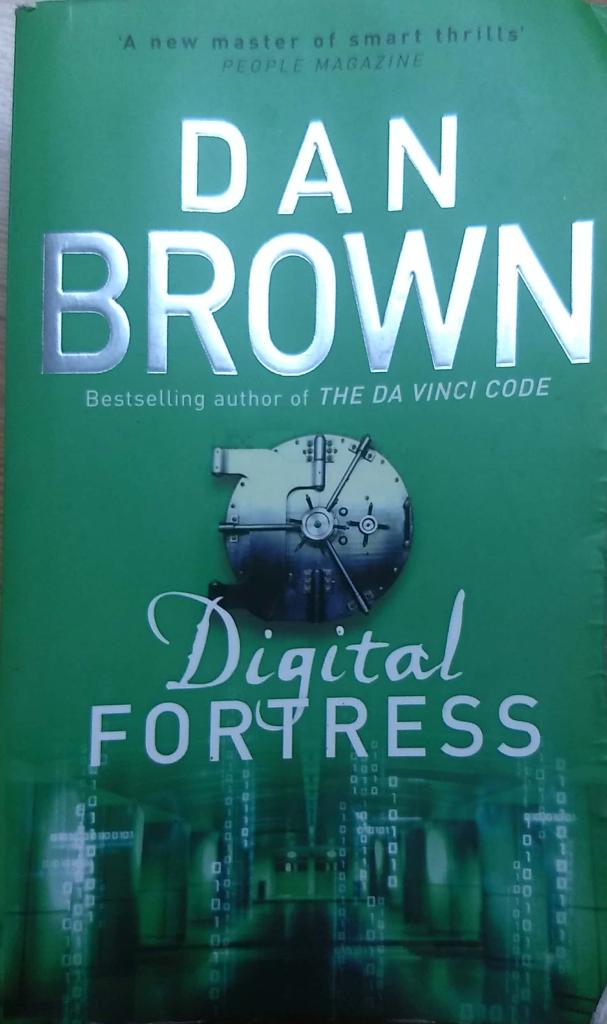 'A new master of smart thrills'
PEOPLE MAGAZINE
DAN
BROWN
Bestselling author of THE DA VINCI CODE
Digital
FORTRESS